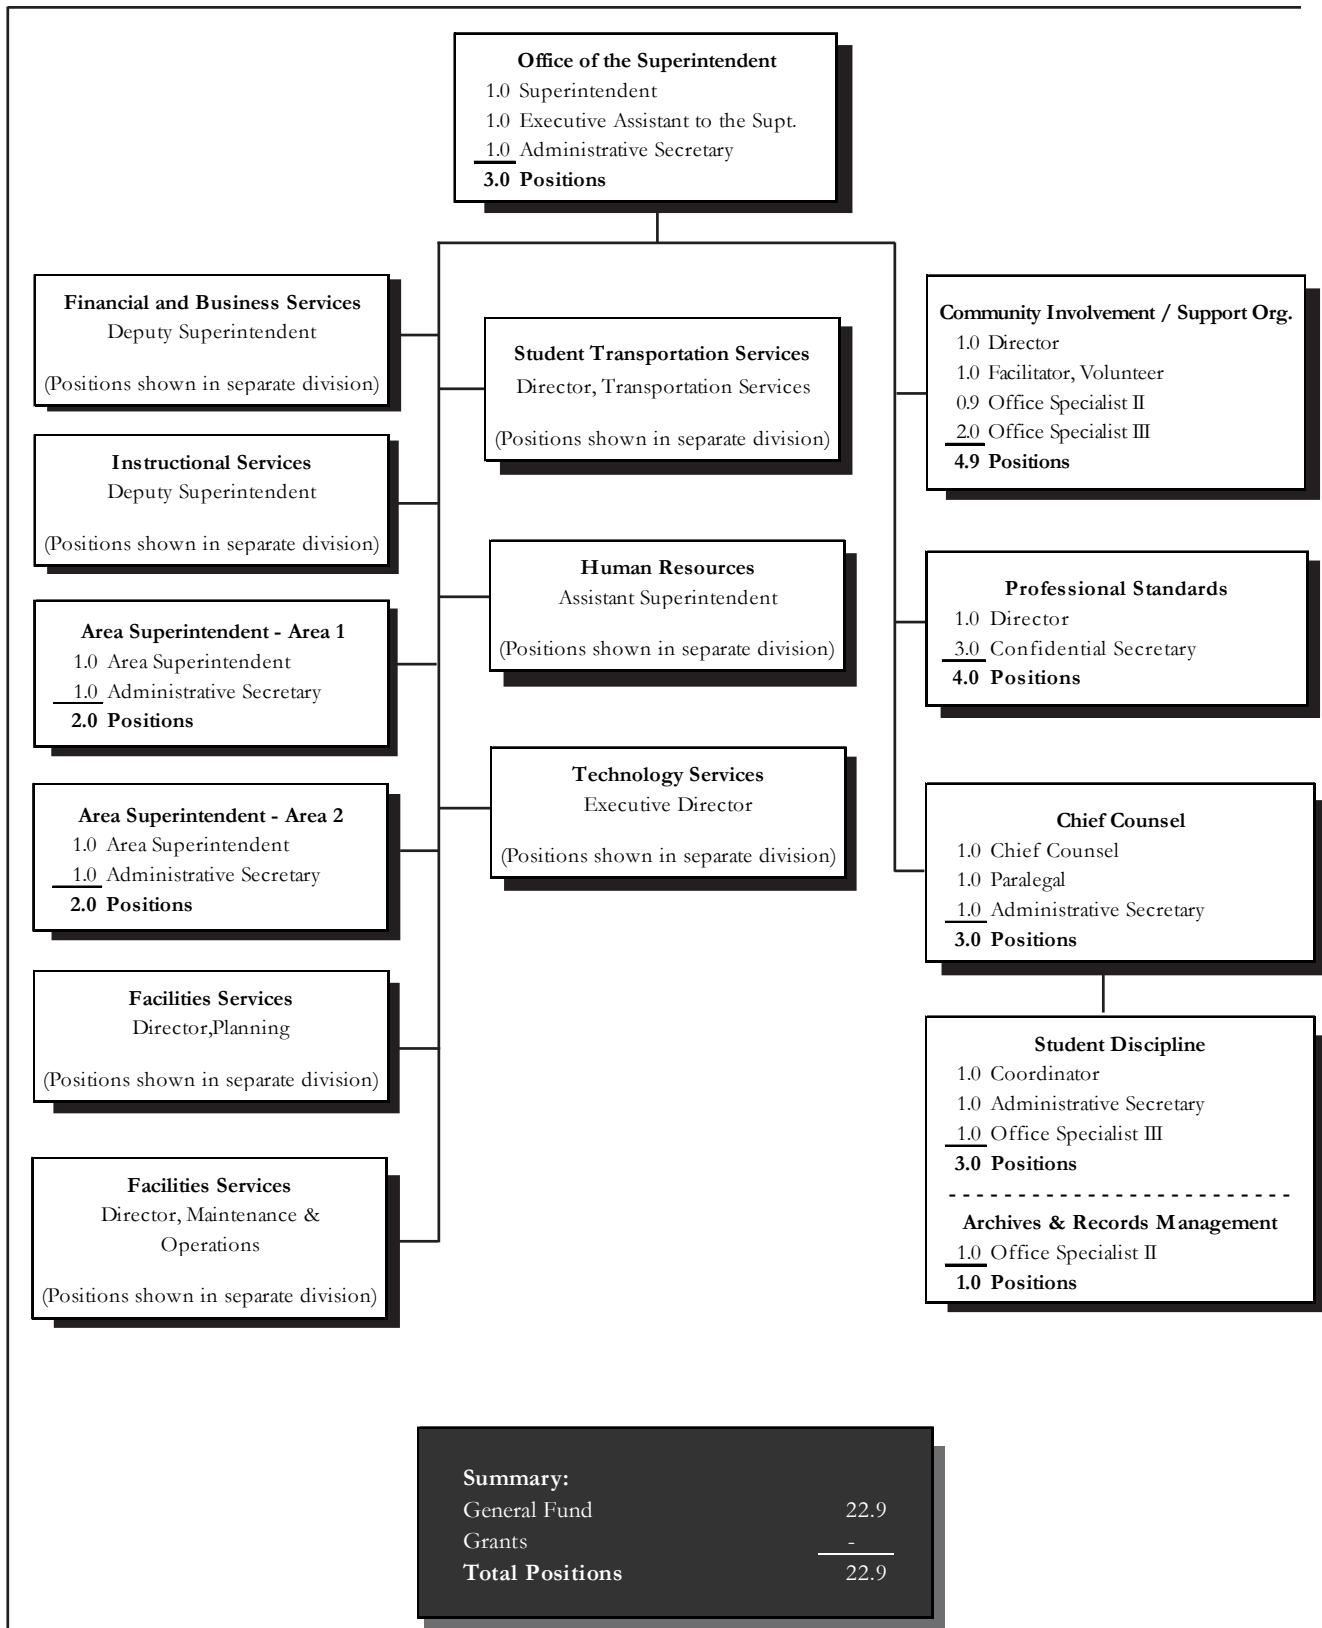 Office of the Superintendent
1.0 Superintendent
1.0 Executive Assistant to the Supt.
1.0 Administrative Secretary
3.0 Positions
Financial and Business Services
Deputy Superintendent
(Positions shown in separate division)
Instructional Services
Deputy Superintendent
(Positions shown in separate division)
Area Superintendent - Area 1
1.0 Area Superintendent
1.0 Administrative Secretary
2.0 Positions
Area Superintendent - Area 2
1.0 Area Superintendent
1.0 Administrative Secretary
2.0 Positions
Facilities Services
Director,Planning
(Positions shown in separate division)
Facilities Services
Director, Maintenance &
Operations
(Positions shown in separate division)
Student Transportation Services
Director, Transportation Services
(Positions shown in separate division)
Human Resources
Assistant Superintendent
(Positions shown in separate division)
Technology Services
Executive Director
(Positions shown in separate division)
Community Involvement / Support Org.
1.0 Director
1.0 Facilitator, Volunteer
0.9 Office Specialist II
2.0 Office Specialist III
4.9 Positions
Professional Standards
1.0 Director
3.0 Confidential Secretary
4.0 Positions
Chief Counsel
1.0 Chief Counsel
1.0 Paralegal
1.0 Administrative Secretary
3.0 Positions
Student Discipline
1.0 Coordinator
1.0 Administrative Secretary
1.0 Office Specialist III
3.0 Positions
Archives & Records Management
1.0 Office Specialist II
1.0 Positions
Summary:
General Fund 22.9
Grants -
Total Positions 22.9